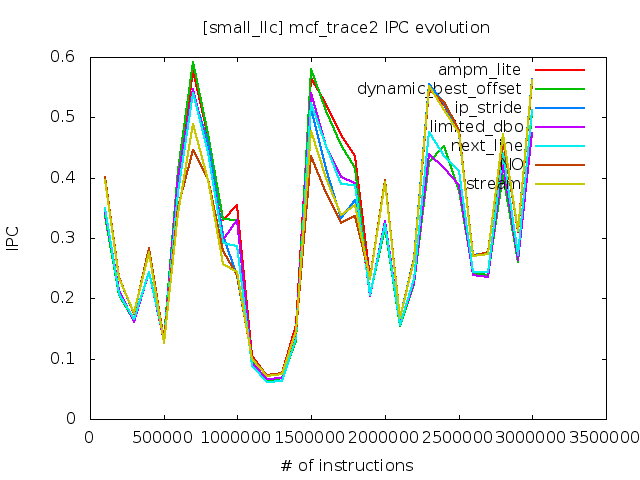 [small_llc] mcf_trace2 IPC evolution
ampm_lite
dynamic_best_offset
ip_stride
limited_dbo
next_line
stream
IPC
0.6
0.5
0.4
0.3
0.2
0.1
0
0 500000 1000000 1500000 2000000 2500000 3000000 3500000
# of instructions